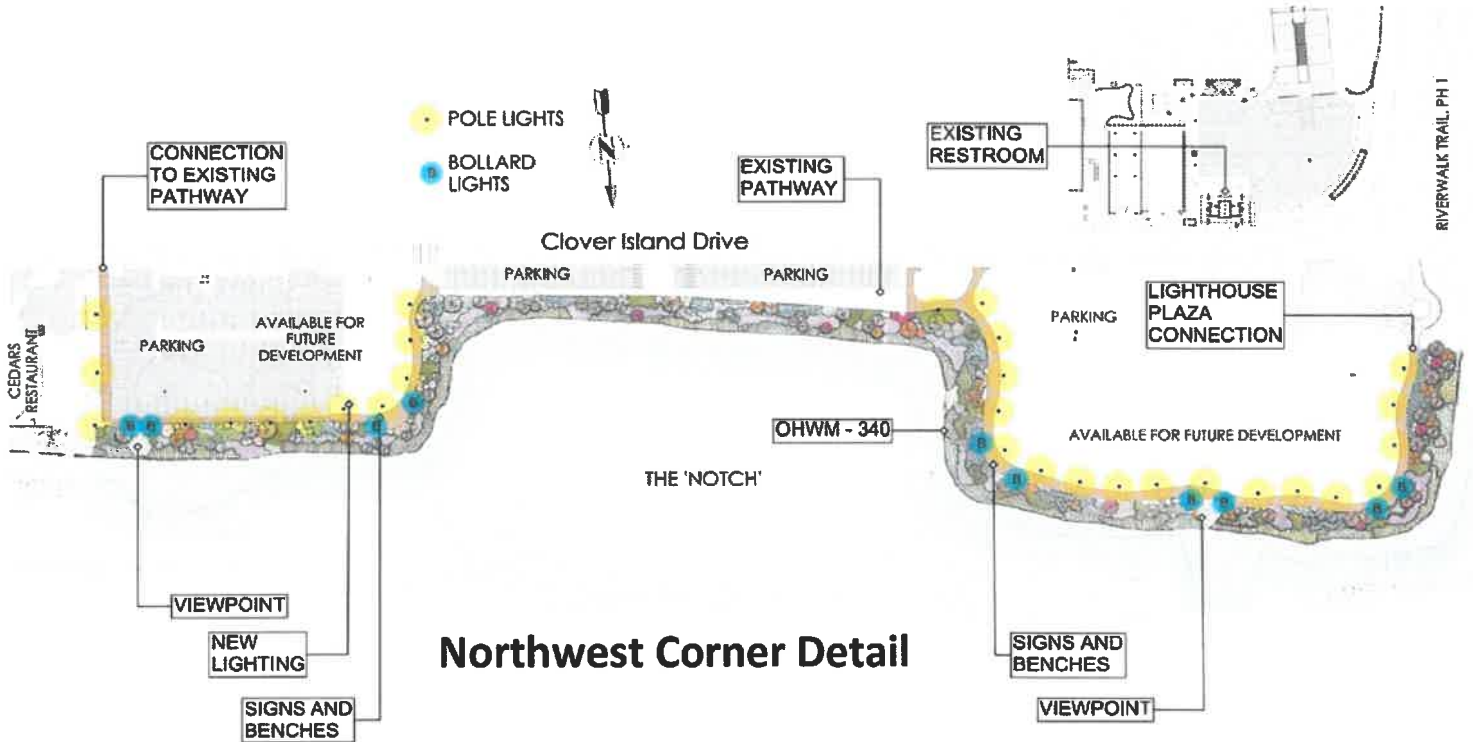 POLE LIGHTS
B BOLLARD
LIGHTS
N
CONNECTION
TO EXISTING
PATHWAY
EXISTING
PATHWAY
EXISTING
RESTROOM
RIVERWALK TRAIL, PH 1
Clover Island Drive
PARKING
PARKING
CEDARS
RESTAURANT
PARKING
AVAILABLE FOR
FUTURE
DEVELOPMENT
PARKING
LIGHTHOUSE
PLAZA
CONNECTION
B B
B
B
OHWM - 340
AVAILABLE FOR FUTURE DEVELOPMENT
THE 'NOTCH'
B
B
B
B
B
B
VIEWPOINT
NEW
LIGHTING
SIGNS AND
BENCHES
Northwest Corner Detail
SIGNS AND
BENCHES
VIEWPOINT